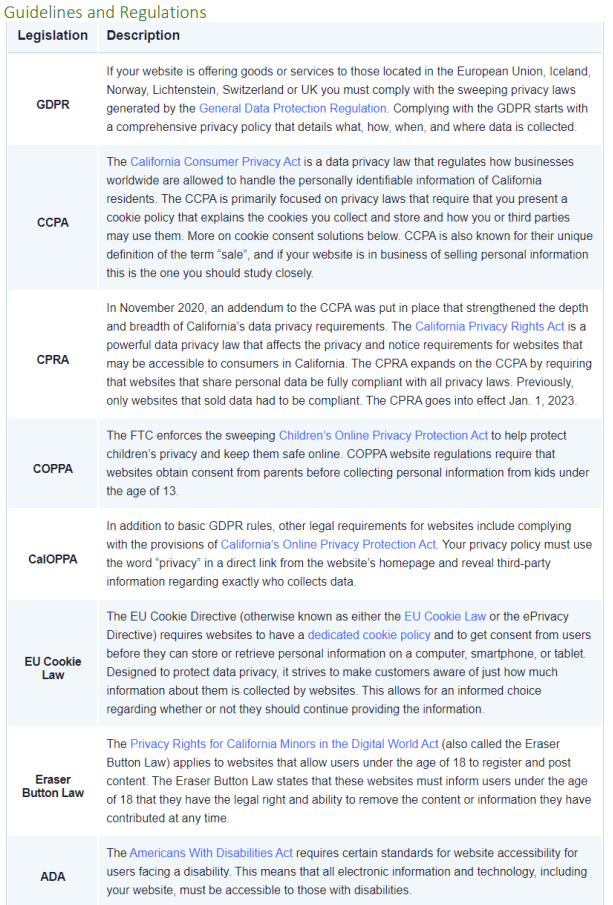 Guidelines and Regulations
Legislation Description
If your website is offering goods or services to those located in the European Union, Iceland,
Norway, Lichtenstein, Switzerland or UK you must comply with the sweeping privacy laws
GDPR
generated by the General Data Protection Regulation. Complying with the GDPR starts with
a comprehensive privacy policy that details what, how, when, and where data is collected.
The California Consumer Privacy Act is a data privacy law that regulates how businesses
worldwide are allowed to handle the personally identifiable information of California
residents. The CCPA is primarily focused on privacy laws that require that you present a
CCPA
cookie policy that explains the cookies you collect and store and how you or third parties
may use them. More on cookie consent solutions below. CCPA is also known for their unique
definition of the term “sale”, and if your website is in business of selling personal information
this is the one you should study closely.
In November 2020, an addendum to the CCPA was put in place that strengthened the depth
and breadth of California’s data privacy requirements. The California Privacy Rights Act is a
powerful data privacy law that affects the privacy and notice requirements for websites that
CPRA
may be accessible to consumers in California. The CPRA expands on the CCPA by requiring
that websites that share personal data be fully compliant with all privacy laws. Previously,
only websites that sold data had to be compliant. The CPRA goes into effect Jan. 1, 2023.
The FTC enforces the sweeping Children’s Online Privacy Protection Act to help protect
children’s privacy and keep them safe online. COPPA website regulations require that
COPPA
websites obtain consent from parents before collecting personal information from kids under
the age of 13.
In addition to basic GDPR rules, other legal requirements for websites include complying
with the provisions of California’s Online Privacy Protection Act. Your privacy policy must use
CalOPPA
the word “privacy” in a direct link from the website’s homepage and reveal third-party
information regarding exactly who collects data.
The EU Cookie Directive (otherwise known as either the EU Cookie Law or the ePrivacy
Directive) requires websites to have a dedicated cookie policy and to get consent from users
before they can store or retrieve personal information on a computer, smartphone, or tablet.
EU Cookie
Law
Designed to protect data privacy, it strives to make customers aware of just how much
information about them is collected by websites. This allows for an informed choice
regarding whether or not they should continue providing the information.
The Privacy Rights for California Minors in the Digital World Act (also called the Eraser
Button Law) applies to websites that allow users under the age of 18 to register and post
Eraser
Button Law
content. The Eraser Button Law states that these websites must inform users under the age
of 18 that they have the legal right and ability to remove the content or information they have
contributed at any time.
The Americans With Disabilities Act requires certain standards for website accessibility for
users facing a disability. This means that all electronic information and technology, including
ADA
your website, must be accessible to those with disabilities.